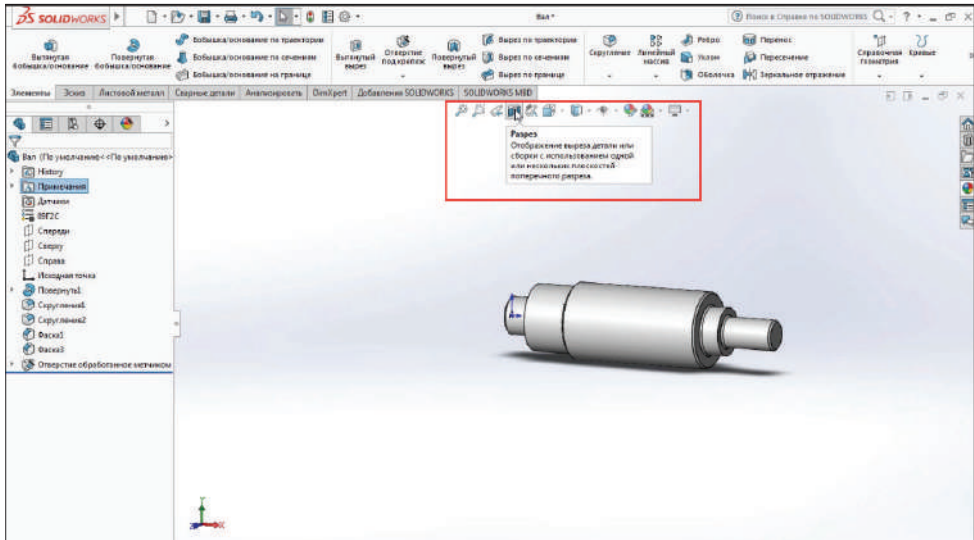 SOLIDWORKS
Вал *
Поиск в Справке по SOLIDWORKS
Вытянутая бобышка/основание
Повернутая бобышка/основание
Бобышка/основание по траектории
Бобышка/основание по сечениям
Бобышка/основание на границе
Вытянутый вырез
Отверстие под крепеж
Повернутый вырез
Вырез по траектории
Вырез по сечениям
Вырез по границе
Скругление
Линейный массив
Ребро
Уклон
Оболочка
Перенос
Пересечение
Зеркальное отражение
Справочная геометрия
Кривые
Элементы
Эскиз
Листовой металл
Сварные детали
Анализировать
DimXpert
Добавления SOLIDWORKS
SOLIDWORKS MBD
Разрез
Отображение выреза детали или
сборки с использованием одной
или нескольких плоскостей
поперечного разреза.
Вал (По умолчанию<<По умолчанию>
History
Примечания
Датчики
09Г2С
Спереди
Сверху
Справа
Исходная точка
Повернуть1
Скругление1
Скругление2
Фаска1
Фаска3
Отверстие обработанное метчиком